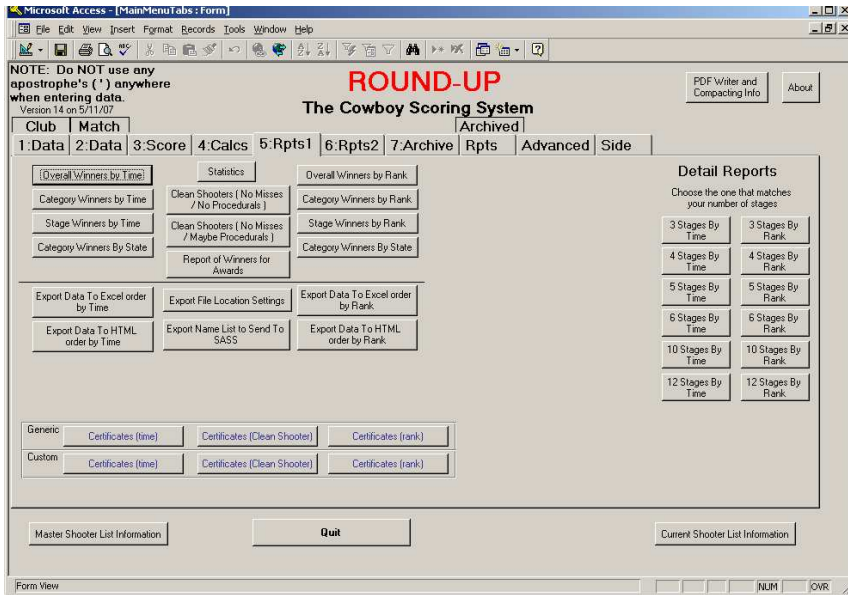 Microsoft Access - [MainMenuTabs : Form]
File Edit View Insert Format Records Tools Window Help
NOTE: Do NOT use any
apostrophe's ( ' ) anywhere
when entering data.
Version 14 on 5/11/07
ROUND-UP
The Cowboy Scoring System
PDF Writer and
Compacting Info
About
Club Match Archived
1:Data 2:Data 3:Score 4:Calcs 5:Rpts1 6:Rpts2 7:Archive Rpts Advanced Side
Overall Winners by Time
Category Winners by Time
Stage Winners by Time
Category Winners By State
Statistics
Clean Shooters ( No Misses
/ No Procedurals )
Clean Shooters ( No Misses
/ Maybe Procedurals )
Report of Winners for
Awards
Overall Winners by Rank
Category Winners by Rank
Stage Winners by Rank
Category Winners By State
Detail Reports
Choose the one that matches
your number of stages
3 Stages By
Time
3 Stages By
Rank
4 Stages By
Time
4 Stages By
Rank
5 Stages By
Time
5 Stages By
Rank
6 Stages By
Time
6 Stages By
Rank
10 Stages By
Time
10 Stages By
Rank
12 Stages By
Time
12 Stages By
Rank
Export Data To Excel order
by Time
Export File Location Settings
Export Data To Excel order
by Rank
Export Data To HTML
order by Time
Export Name List to Send To
SASS
Export Data To HTML
order by Rank
Generic Certificates (time) Certificates (Clean Shooter) Certificates (rank)
Custom Certificates (time) Certificates (Clean Shooter) Certificates (rank)
Master Shooter List Information
Quit
Current Shooter List Information
Form View NUM OVR